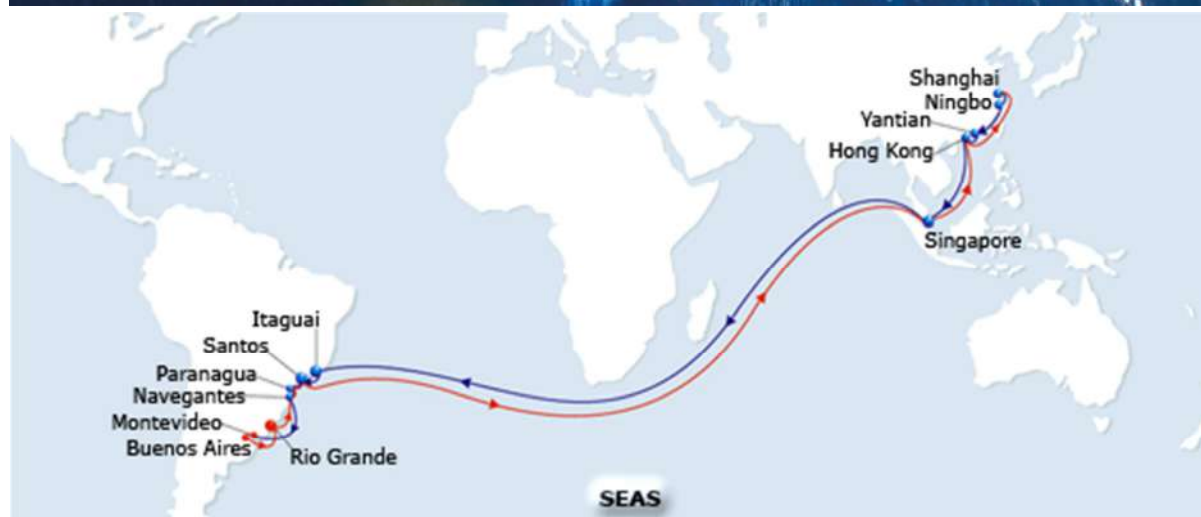 Shanghai
Ningbo
Yantian
Hong Kong
Singapore
Itaguai
Santos
Paranagua
Navegantes
Montevideo
Buenos Aires
Rio Grande
SEAS